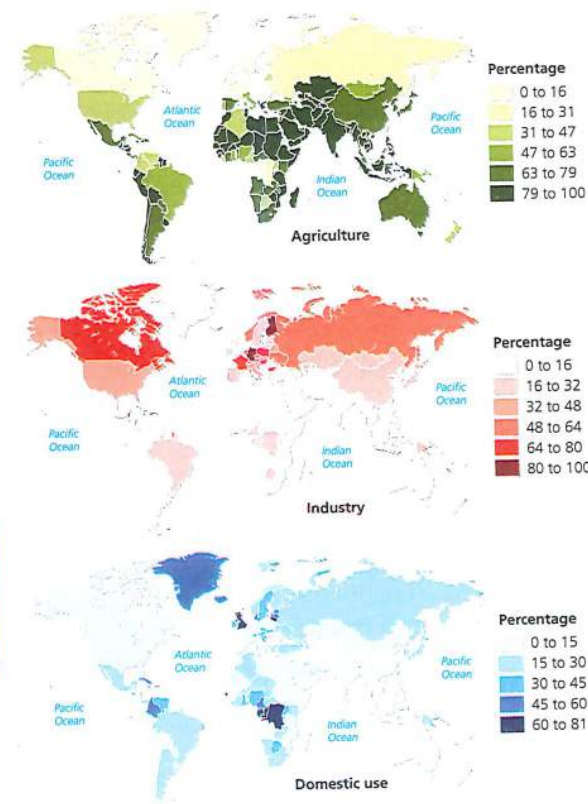 Percentage
0 to 16
16 to 31
31 to 47
47 to 63
63 to 79
79 to 100
Atlantic
Ocean
Pacific
Ocean
Pacific
Ocean
Indian
Ocean
Agriculture
Percentage
0 to 16
16 to 32
32 to 48
48 to 64
64 to 80
80 to 100
Atlantic
Ocean
Pacific
Ocean
Pacific
Ocean
Indian
Ocean
Industry
Percentage
0 to 15
15 to 30
30 to 45
45 to 60
60 to 81
Atlantic
Ocean
Pacific
Ocean
Pacific
Ocean
Indian
Ocean
Domestic use